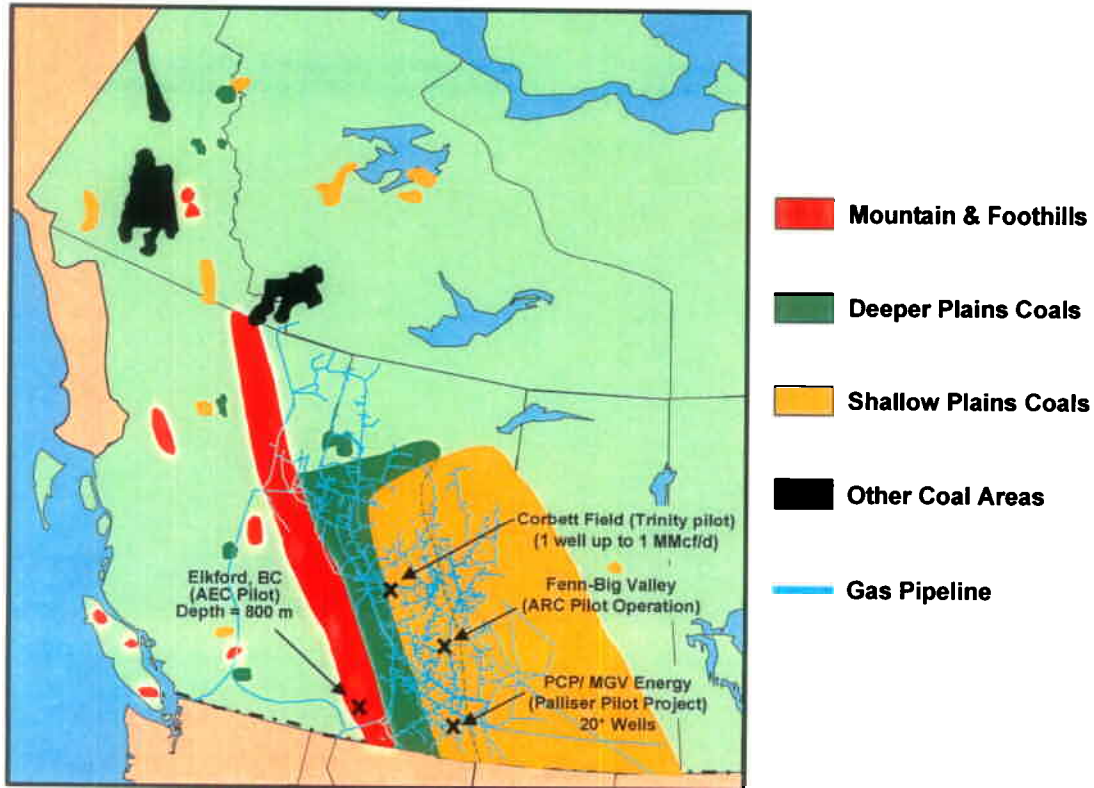 Mountain & Foothills
Deeper Plains Coals
Shallow Plains Coals
Other Coal Areas
Gas Pipeline
Corbett Field (Trinity pilot)
(1 well up to 1 MMcf/d)
Fenn-Big Valley
(ARC Pilot Operation)
Elkford, BC
(AEC Pilot)
Depth = 800 m
PCP/ MGV Energy
(Palliser Pilot Project)
20+ Wells